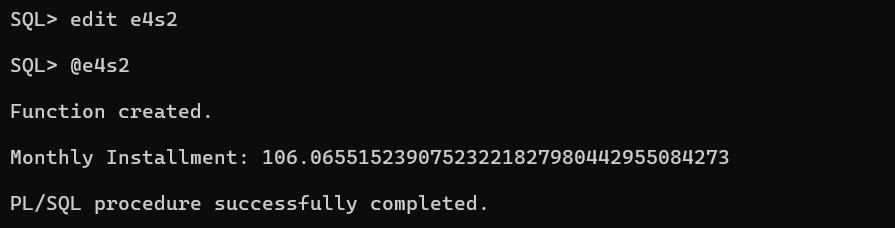 SQL> edit e4s2
SQL> @e4s2
Function created.
Monthly Installment: 106.06551523907523221827980442955084273
PL/SQL procedure successfully completed.